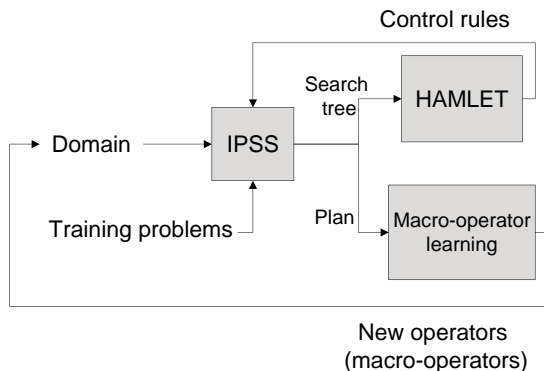 Control rules
Search
tree
HAMLET
Domain
IPSS
Training problems
Plan
Macro-operator
learning
New operators
(macro-operators)